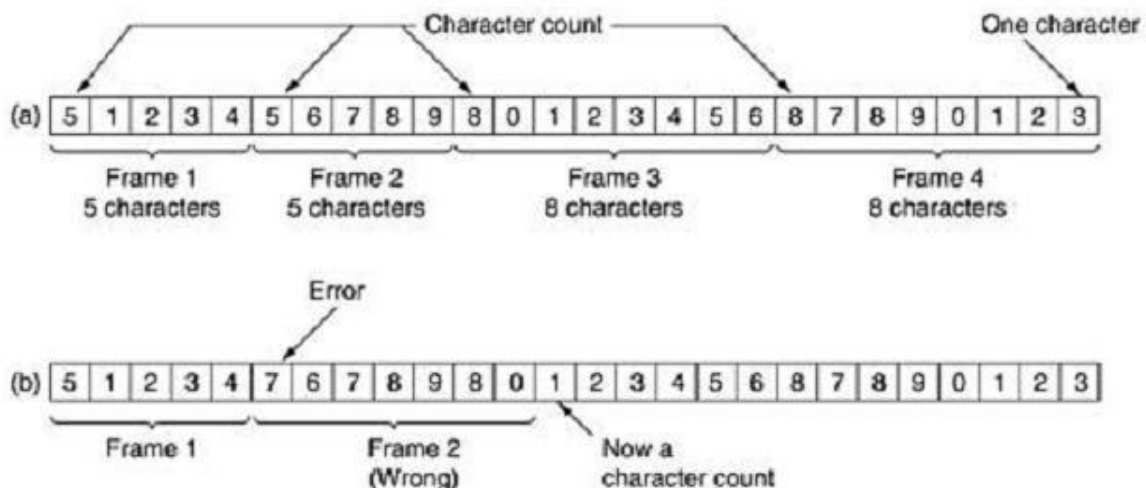 Character count
One character
(a) 5 1 2 3 4 5 6 7 8 9 8 0 1 2 3 4 5 6 8 7 8 9 0 1 2 3
Frame 1 Frame 2 Frame 3 Frame 4
5 characters 5 characters 8 characters 8 characters
Error
(b) 5 1 2 3 4 7 6 7 8 9 8 0 1 2 3 4 5 6 8 7 8 9 0 1 2 3
Frame 1 Frame 2 Now a
(Wrong) character count